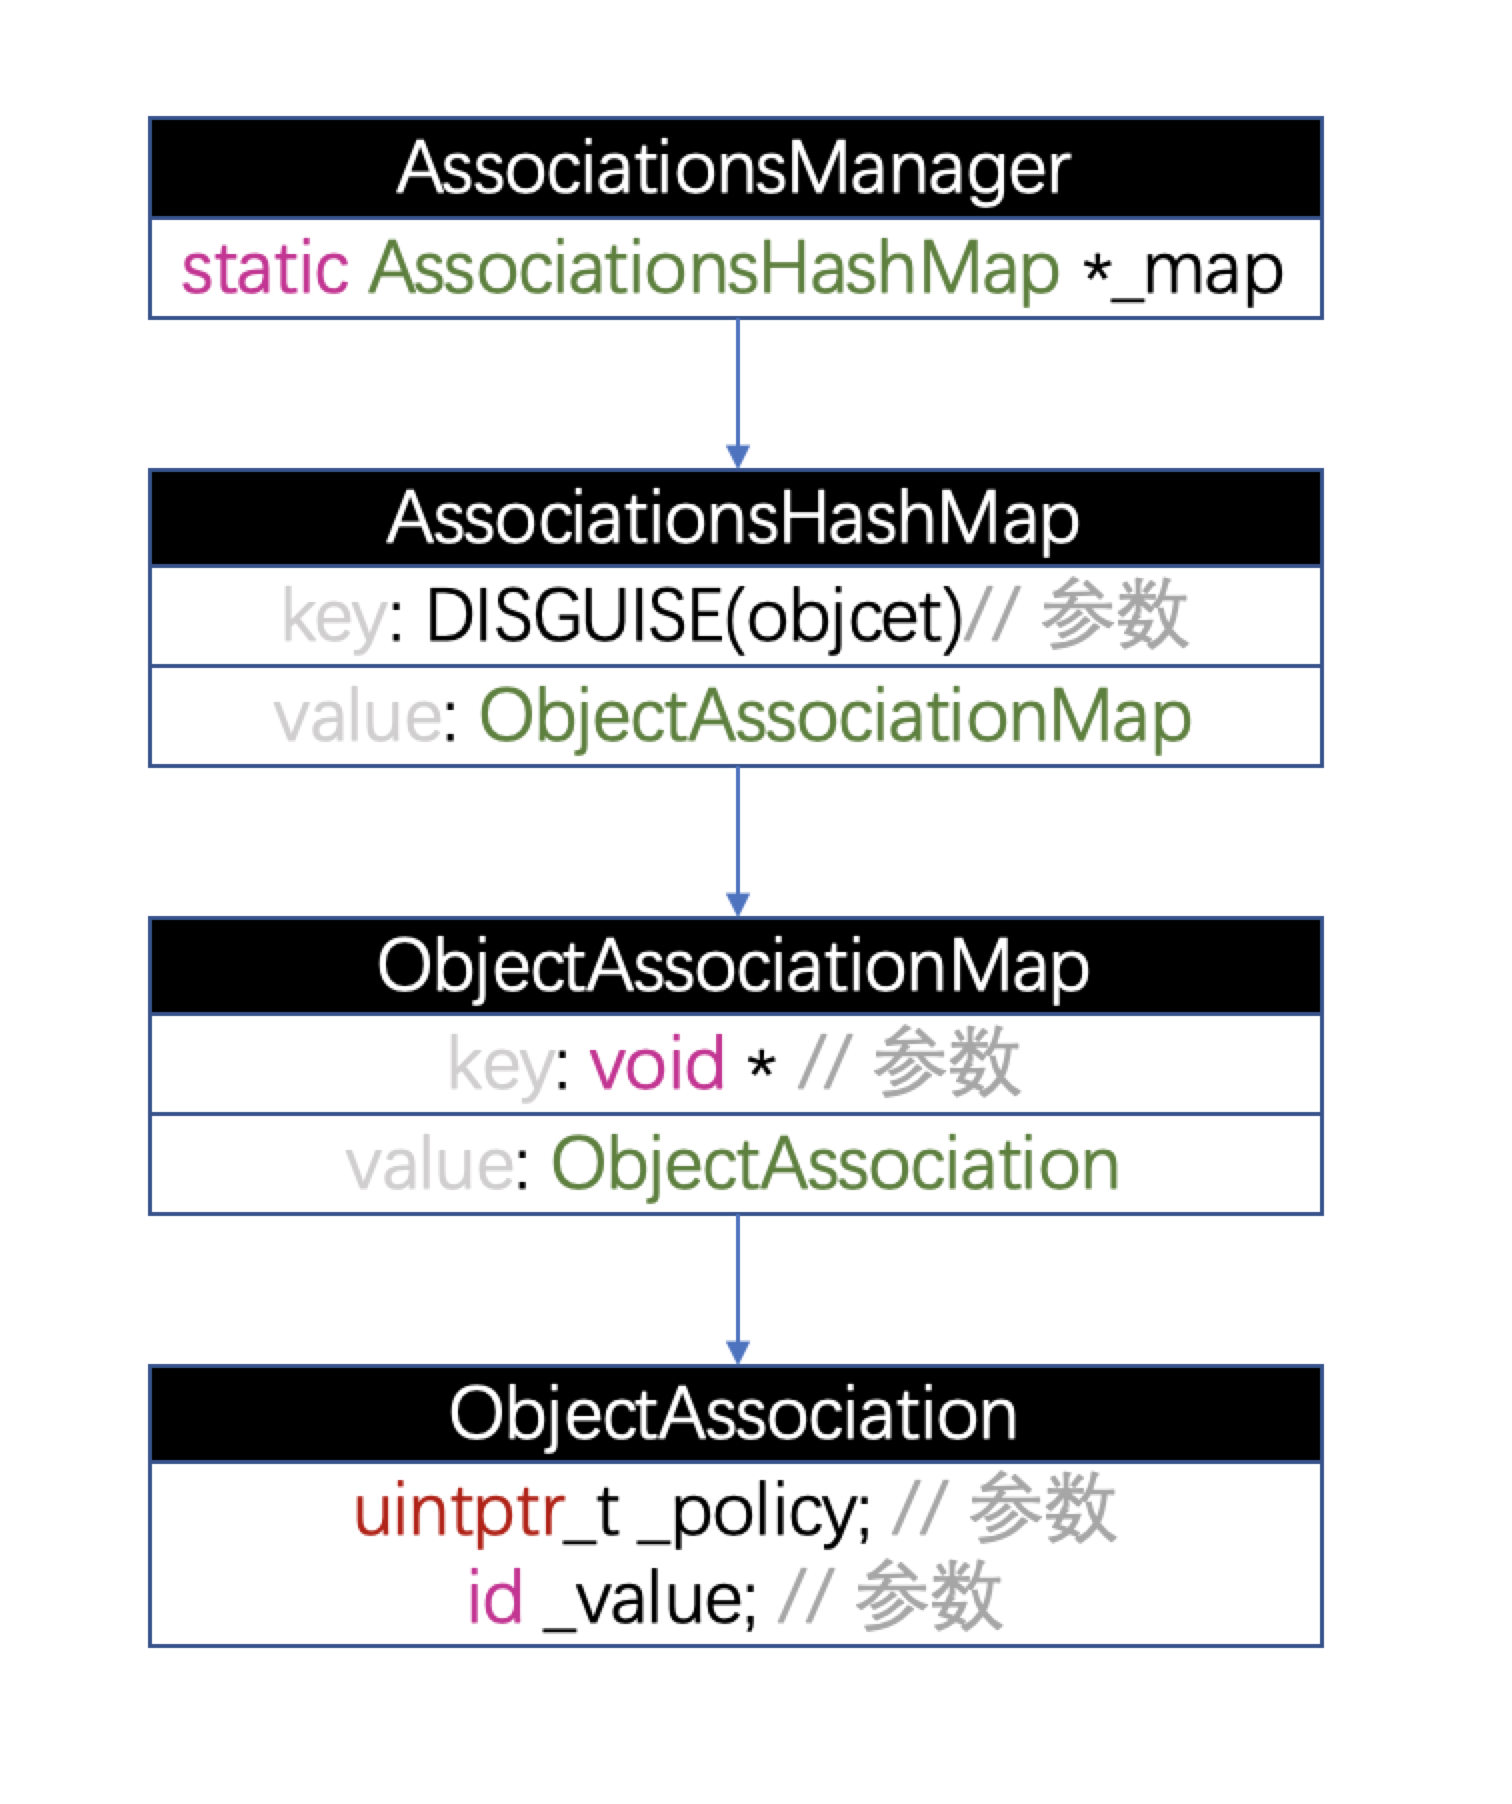 AssociationsManager
static AssociationsHashMap *_map
AssociationsHashMap
key: DISGUISE(objcet)// 参数
value: ObjectAssociationMap
ObjectAssociationMap
key: void * // 参数
value: ObjectAssociation
ObjectAssociation
uintptr_t _policy; // 参数
id _value; // 参数